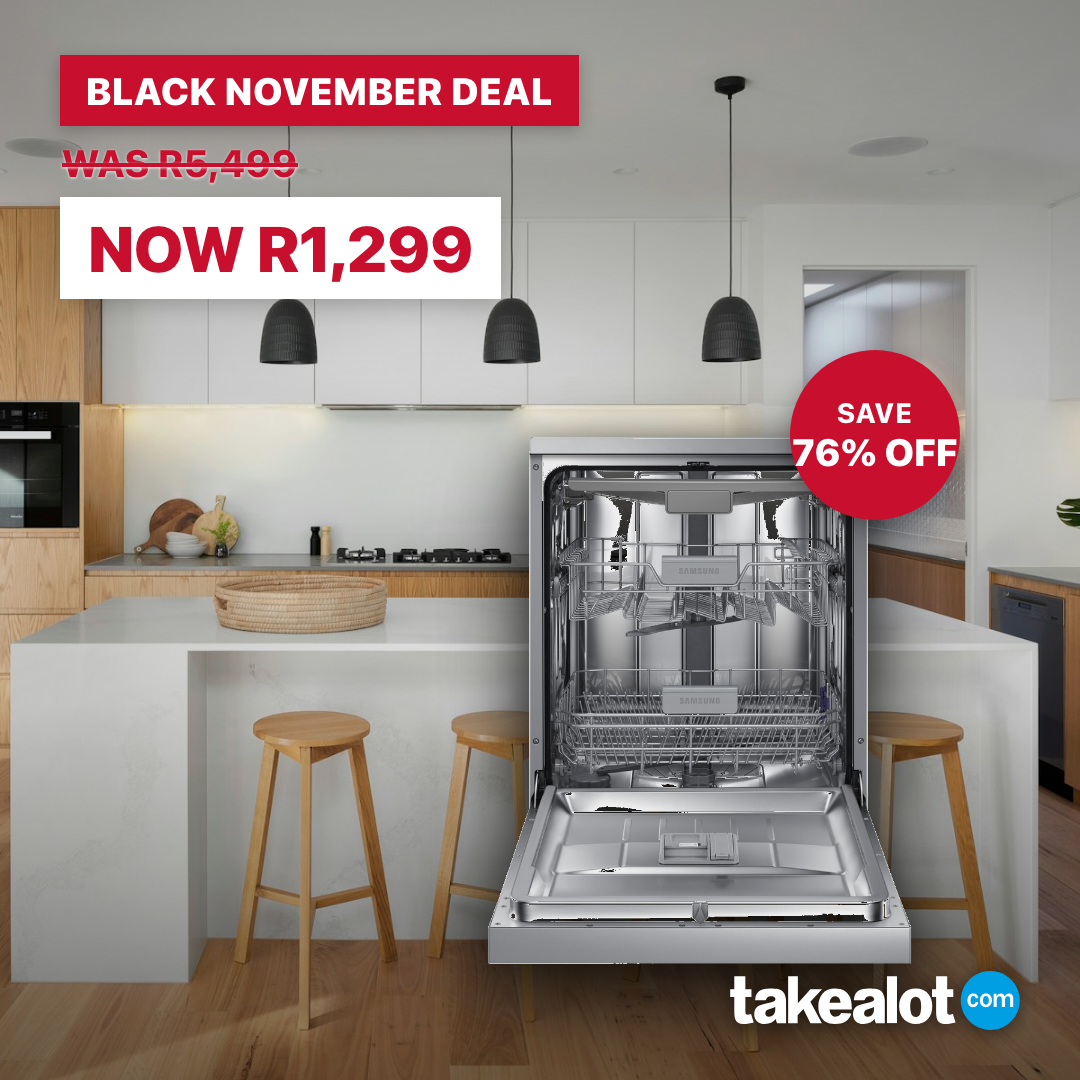 BLACK NOVEMBER DEAL
WAS R5,499
NOW R1,299
SAVE
76% OFF
SAMSUNG
SAMSUNG
takealot com